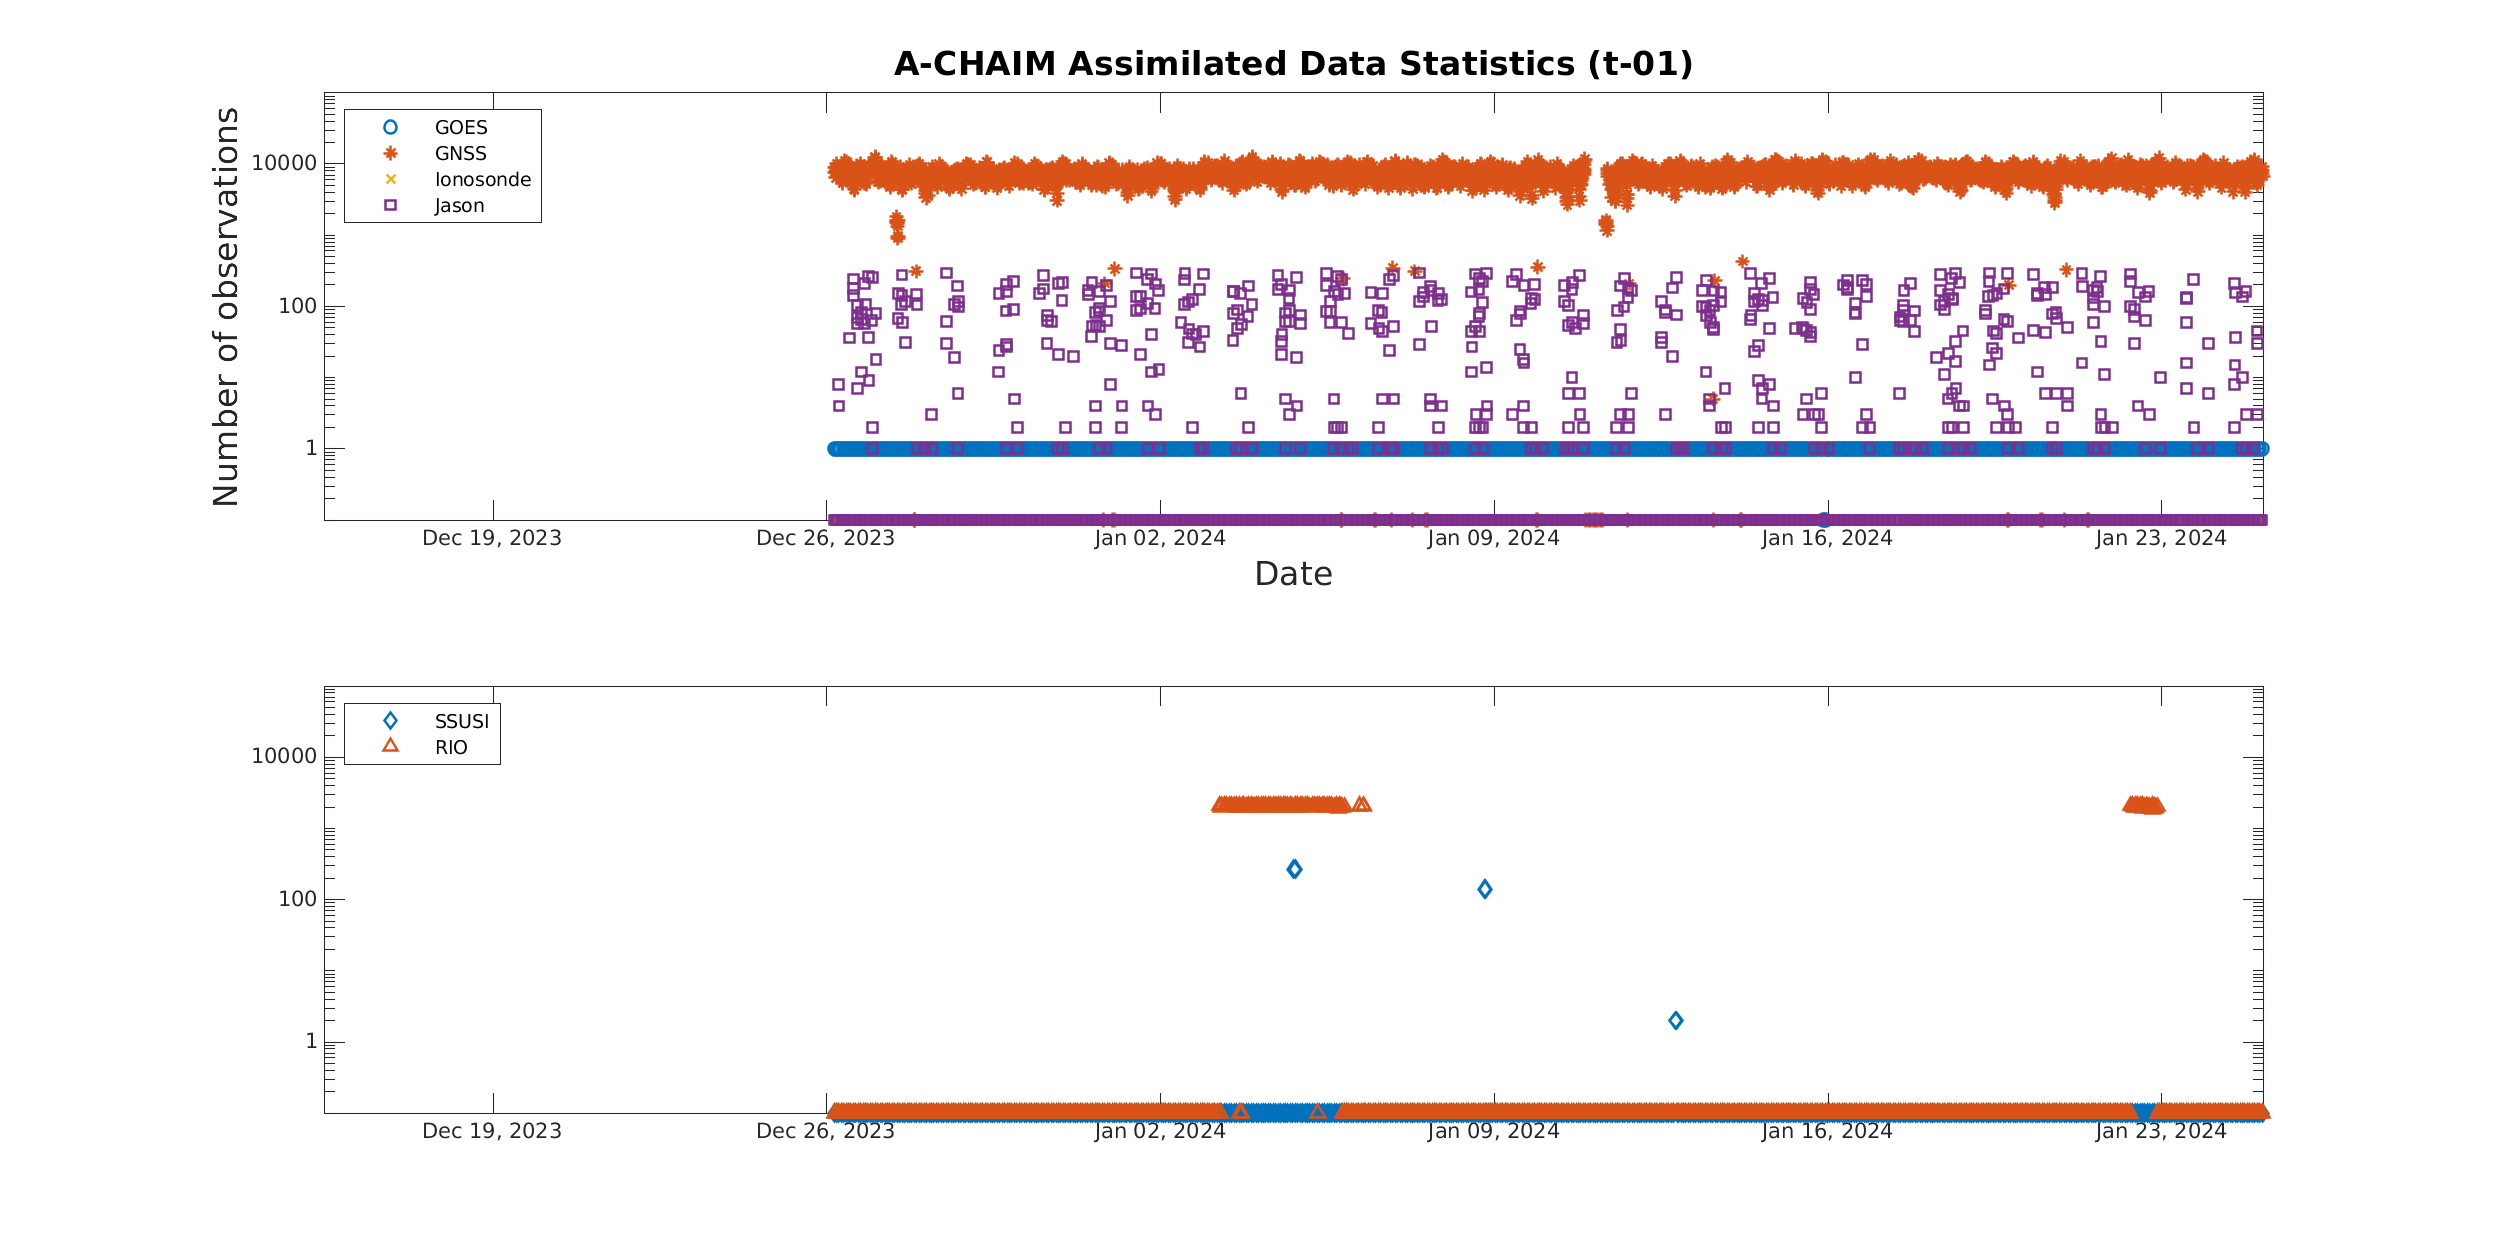 A-CHAIM Assimilated Data Statistics (t-01)
Number of observations
10000
100
1
GOES
GNSS
Ionosonde
Jason
Dec 19, 2023
Dec 26, 2023
Jan 02, 2024
Jan 09, 2024
Jan 16, 2024
Jan 23, 2024
Date
10000
100
1
SSUSI
RIO
Dec 19, 2023
Dec 26, 2023
Jan 02, 2024
Jan 09, 2024
Jan 16, 2024
Jan 23, 2024